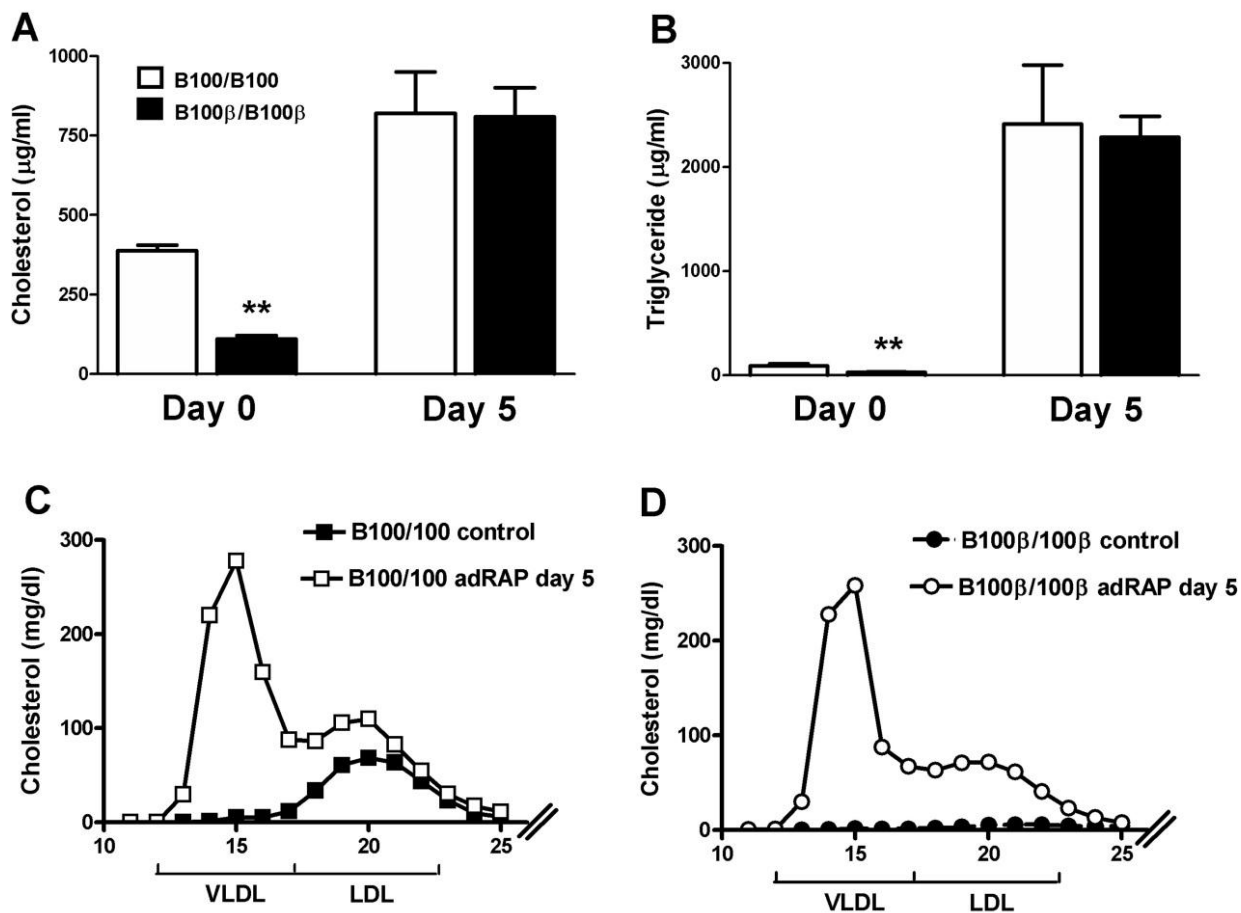 A
Cholesterol (μg/ml)
1000
750
500
250
0
B100/B100
B100β/B100β
**
Day 0
Day 5
B
Triglyceride (μg/ml)
3000
2000
1000
0
**
Day 0
Day 5
C
Cholesterol (mg/dl)
300
200
100
0
B100/100 control
B100/100 adRAP day 5
10
15
20
25
VLDL
LDL
D
Cholesterol (mg/dl)
300
200
100
0
B100β/100β control
B100β/100β adRAP day 5
10
15
20
25
VLDL
LDL